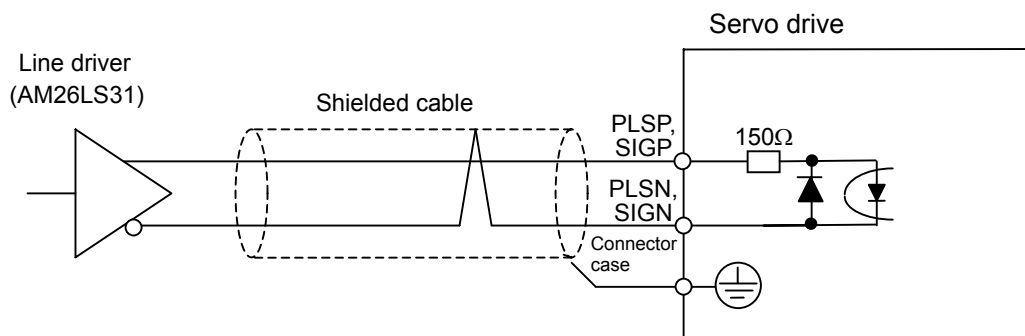 Servo drive
Line driver
(AM26LS31)
Shielded cable
PLSP,
SIGP
150Ω
PLSN,
SIGN
Connector
case